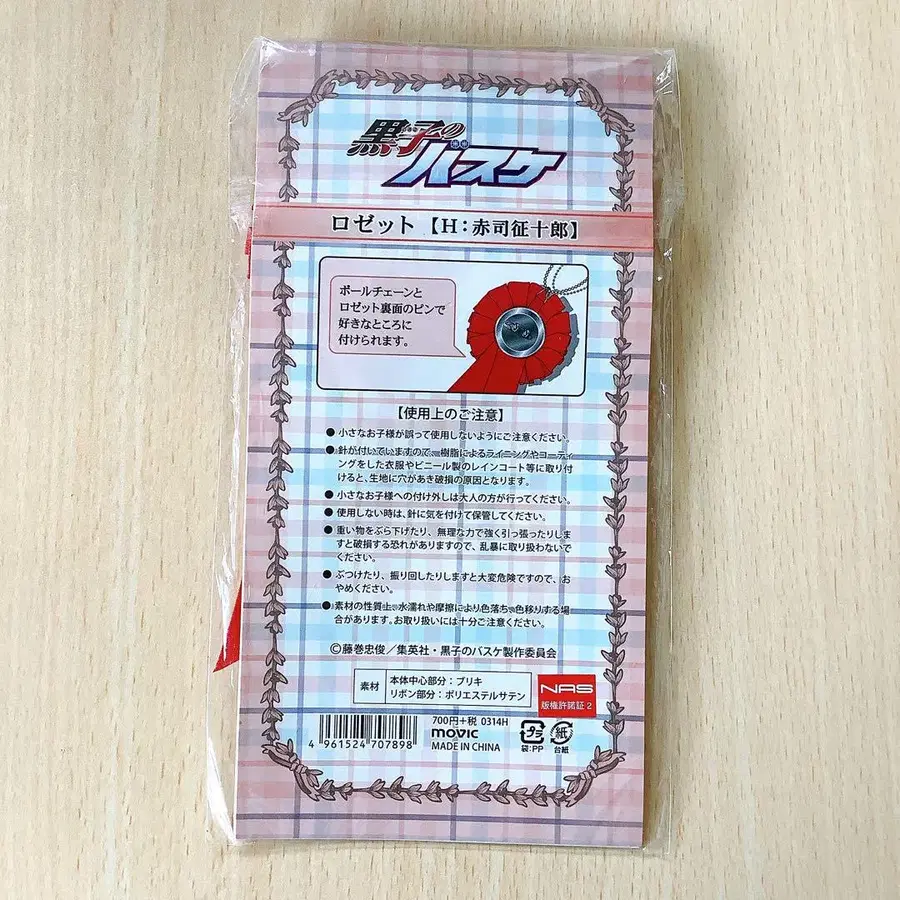 黒子の
バスケ
ロゼット【H：赤司征十郎】
ボールチェーンと
ロゼット裏面のピンで
好きなところに
付けられます。
【使用上のご注意】
● 小さなお子様が誤って使用しないようにご注意ください。
● 針が付いていますので、樹脂によるライニングやコーティ
ングをした衣服やビニール製のレインコート等に取り付
けると、生地に穴があき破損の原因となります。
● 小さなお子様への付け外しは大人の方が行ってください。
● 使用しない時は、針に気を付けて保管してください。
● 重い物をぶら下げたり、無理な力で強く引っ張ったりしま
すと破損する恐れがありますので、乱暴に取り扱わないで
ください。
● ぶつけたり、振り回したりしますと大変危険ですので、お
やめください。
● 素材の性質上、水濡れや摩擦により色落ち、色移りする場
合があります。お取り扱いには十分ご注意ください。
©藤巻忠俊／集英社・黒子のバスケ製作委員会
素材
本体中心部分：ブリキ
リボン部分：ポリエステルサテン
NAS
版権許諾証 2
4 961524 707898
700円+税 0314H
movic
MADE IN CHINA
プラ
袋:PP
紙
台紙